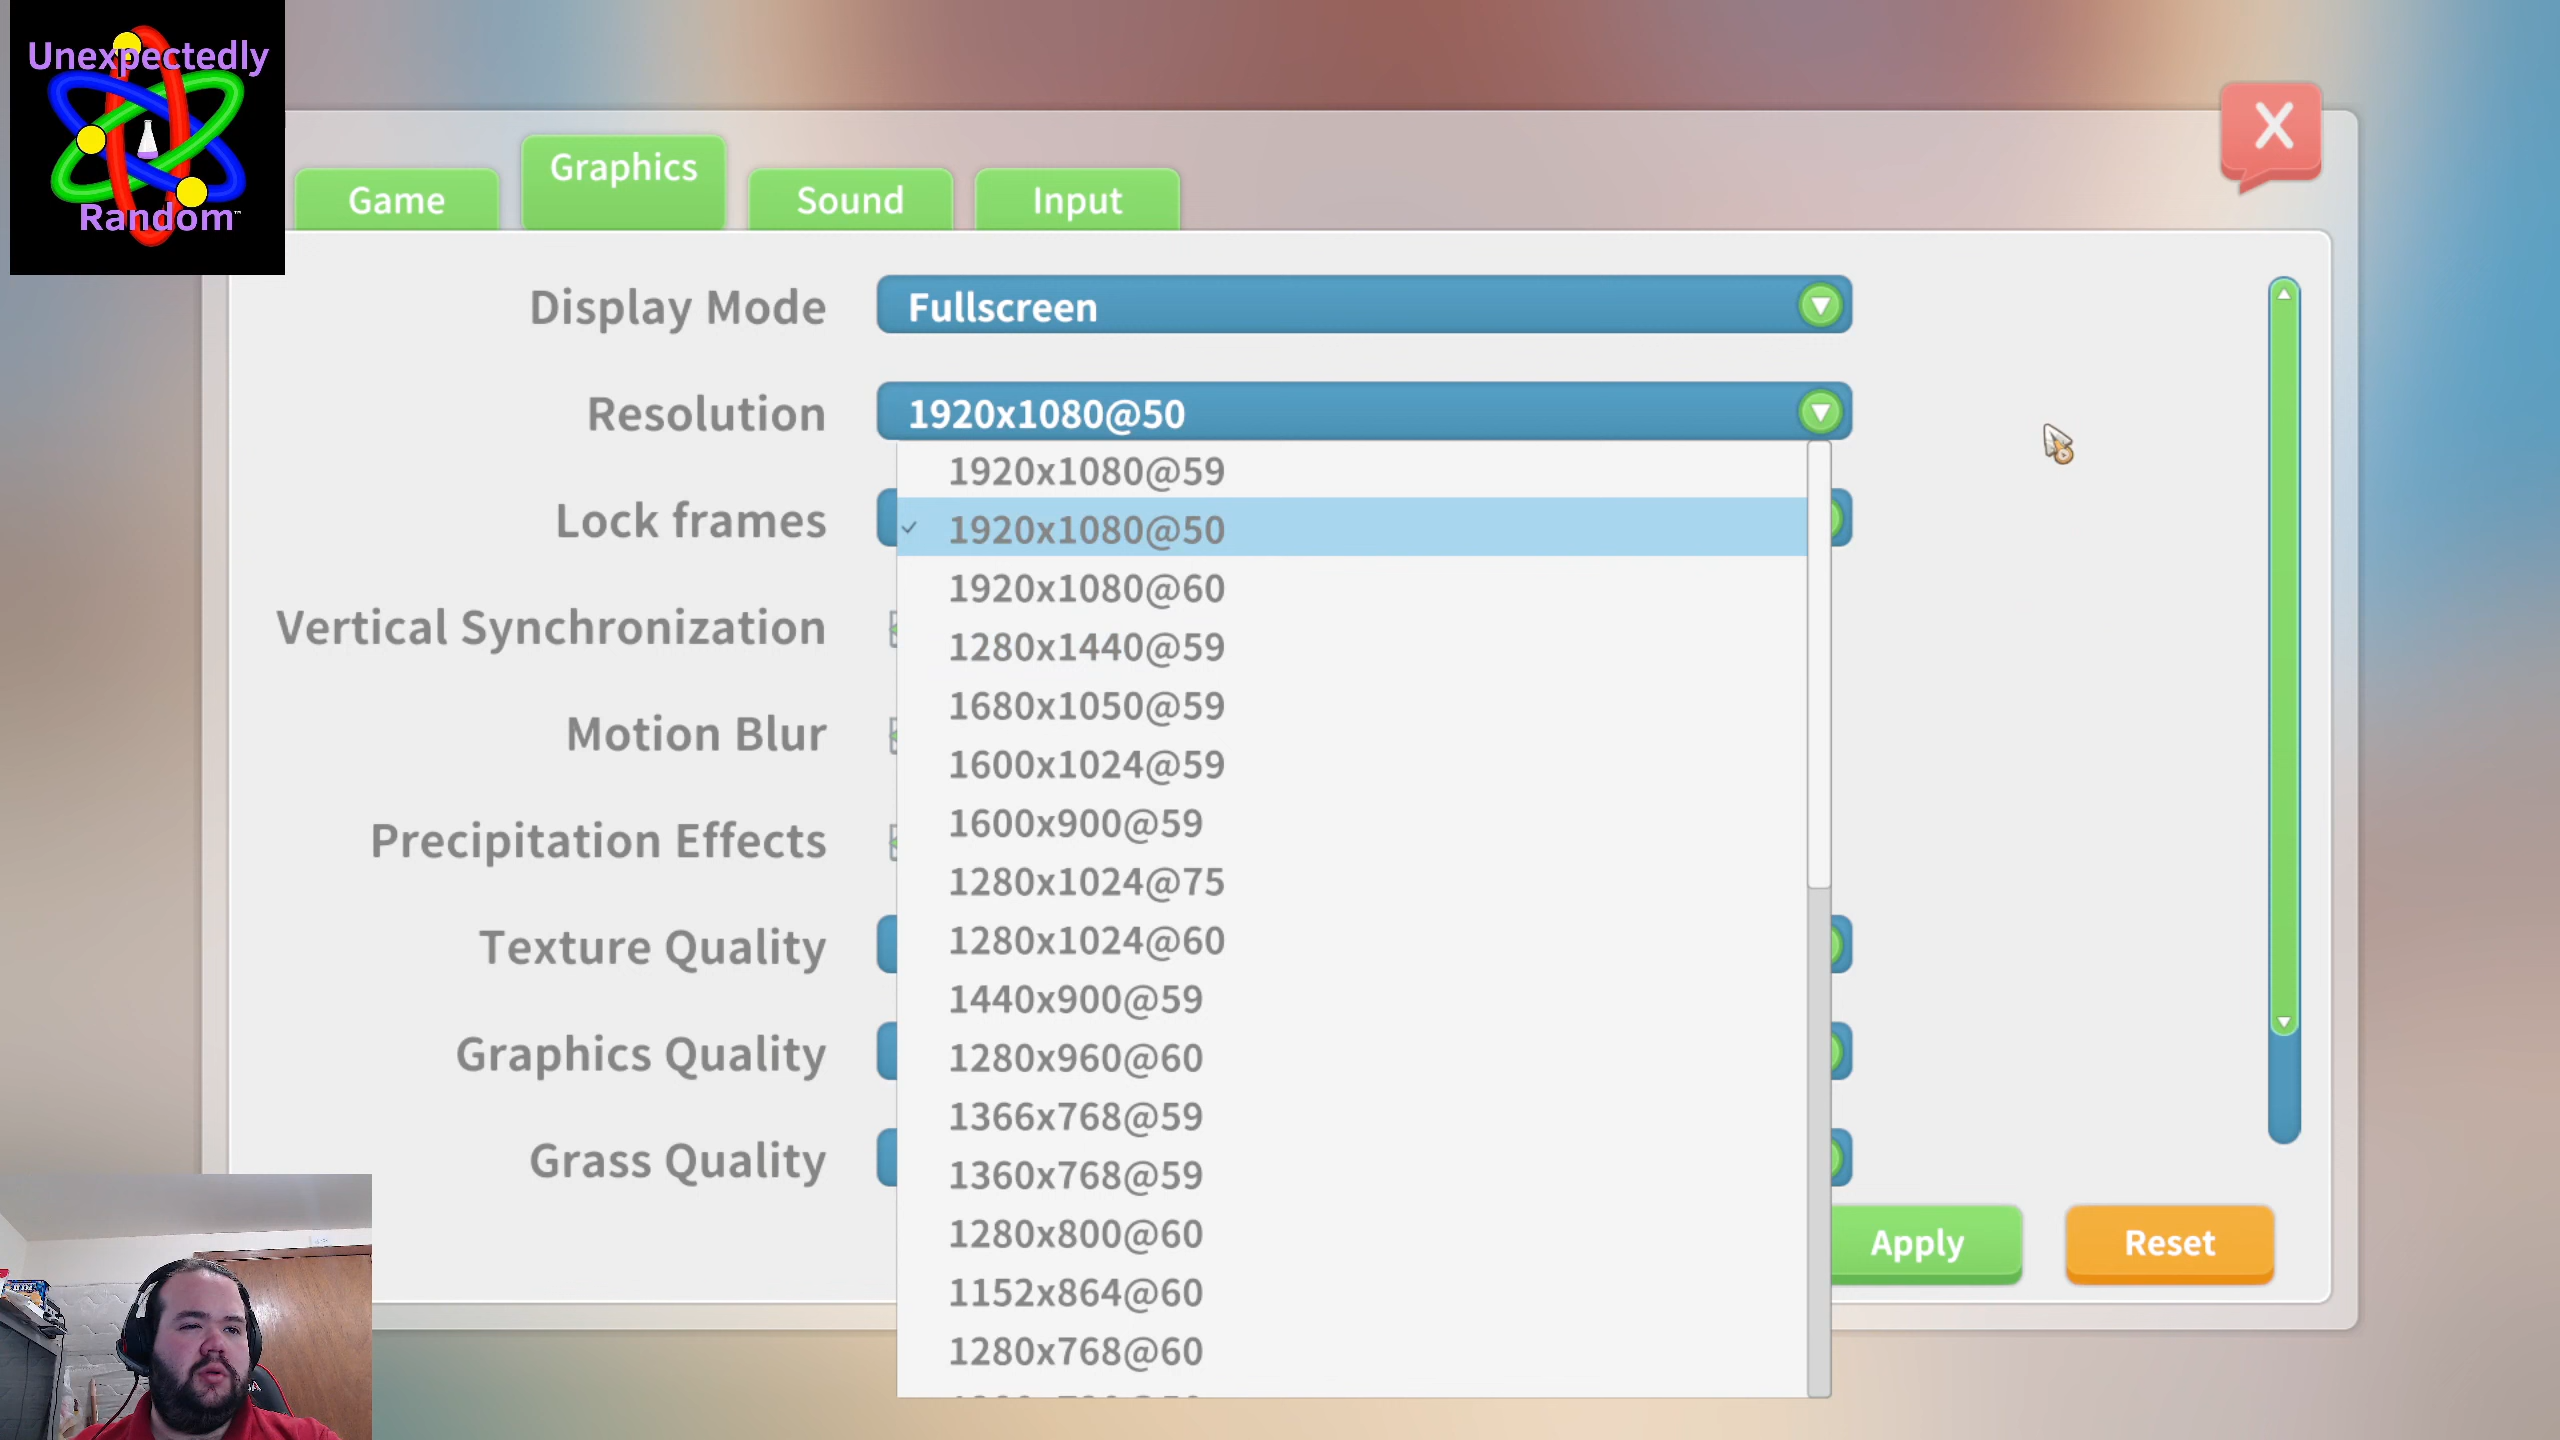 Unexpectedly
Random™
Game
Graphics
Sound
Input
X
Display Mode
Fullscreen
Resolution
1920x1080@50
1920x1080@59
Lock frames
1920x1080@50
1920x1080@60
Vertical Synchronization
1280x1440@59
1680x1050@59
Motion Blur
1600x1024@59
1600x900@59
Precipitation Effects
1280x1024@75
1280x1024@60
Texture Quality
1440x900@59
1280x960@60
Graphics Quality
1366x768@59
1360x768@59
Grass Quality
1280x800@60
Apply
Reset
1152x864@60
1280x768@60